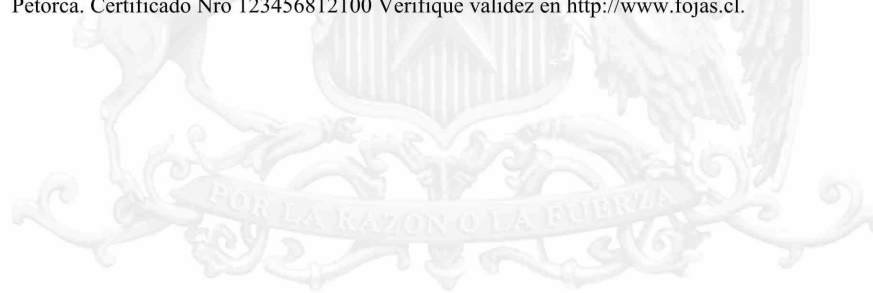 Petorca. Certificado Nro 123456812100 Verifique validez en http://www.fojas.cl.
POR LA RAZON O LA FUERZA